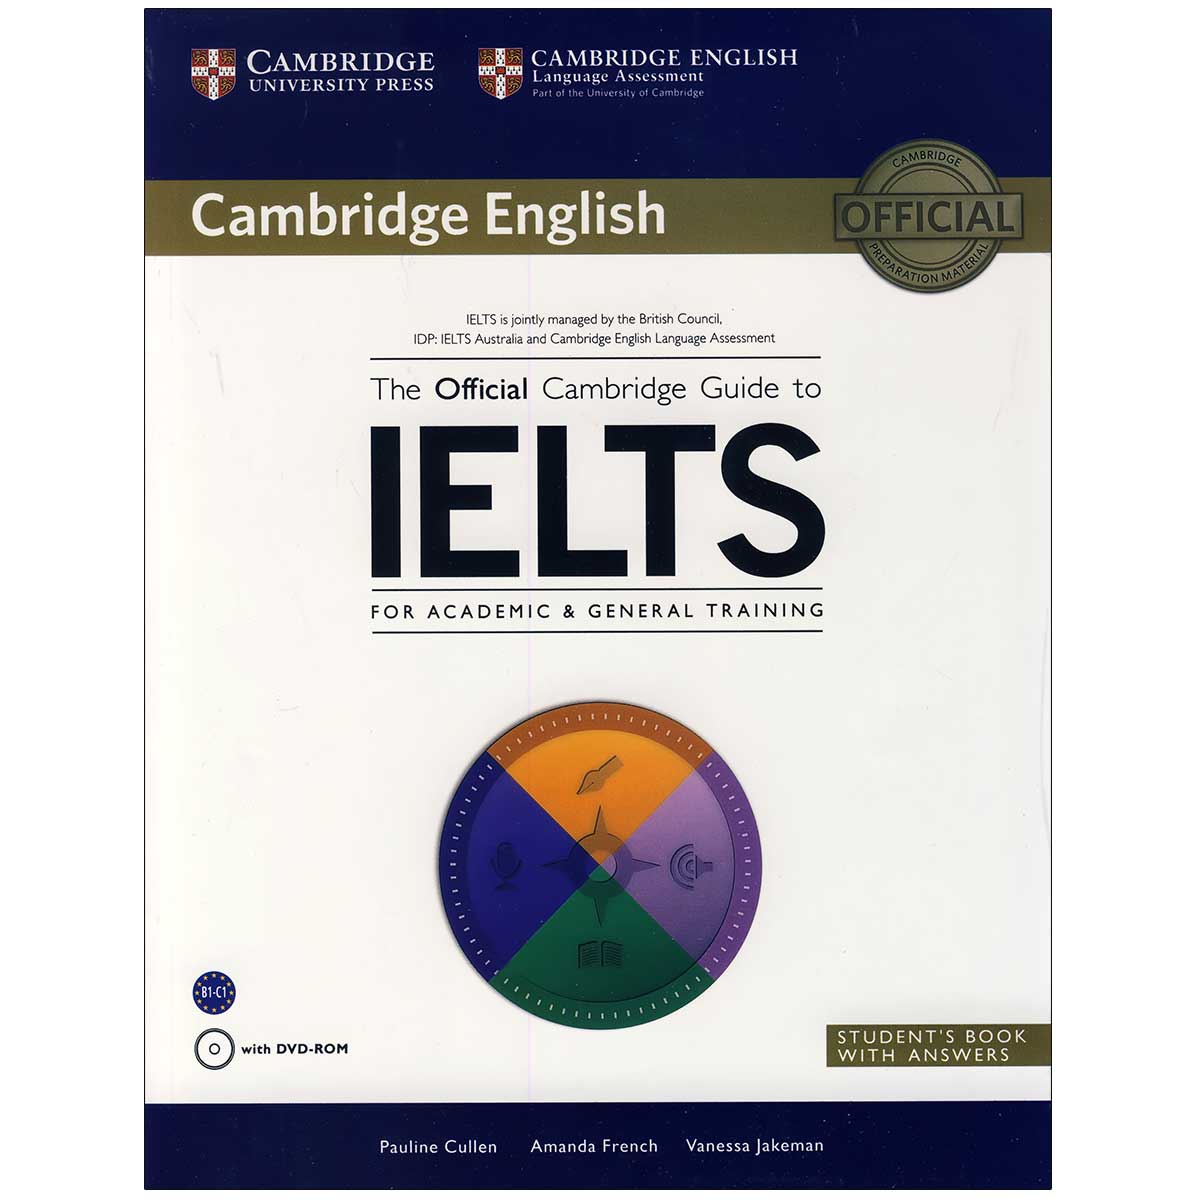 CAMBRIDGE
UNIVERSITY PRESS
CAMBRIDGE ENGLISH
Language Assessment
Part of the University of Cambridge
Cambridge English
CAMBRIDGE
OFFICIAL
PREPARATION MATERIAL
IELTS is jointly managed by the British Council,
IDP: IELTS Australia and Cambridge English Language Assessment
The Official Cambridge Guide to
IELTS
FOR ACADEMIC & GENERAL TRAINING
B1-C1
with DVD-ROM
STUDENT'S BOOK
WITH ANSWERS
Pauline Cullen Amanda French Vanessa Jakeman